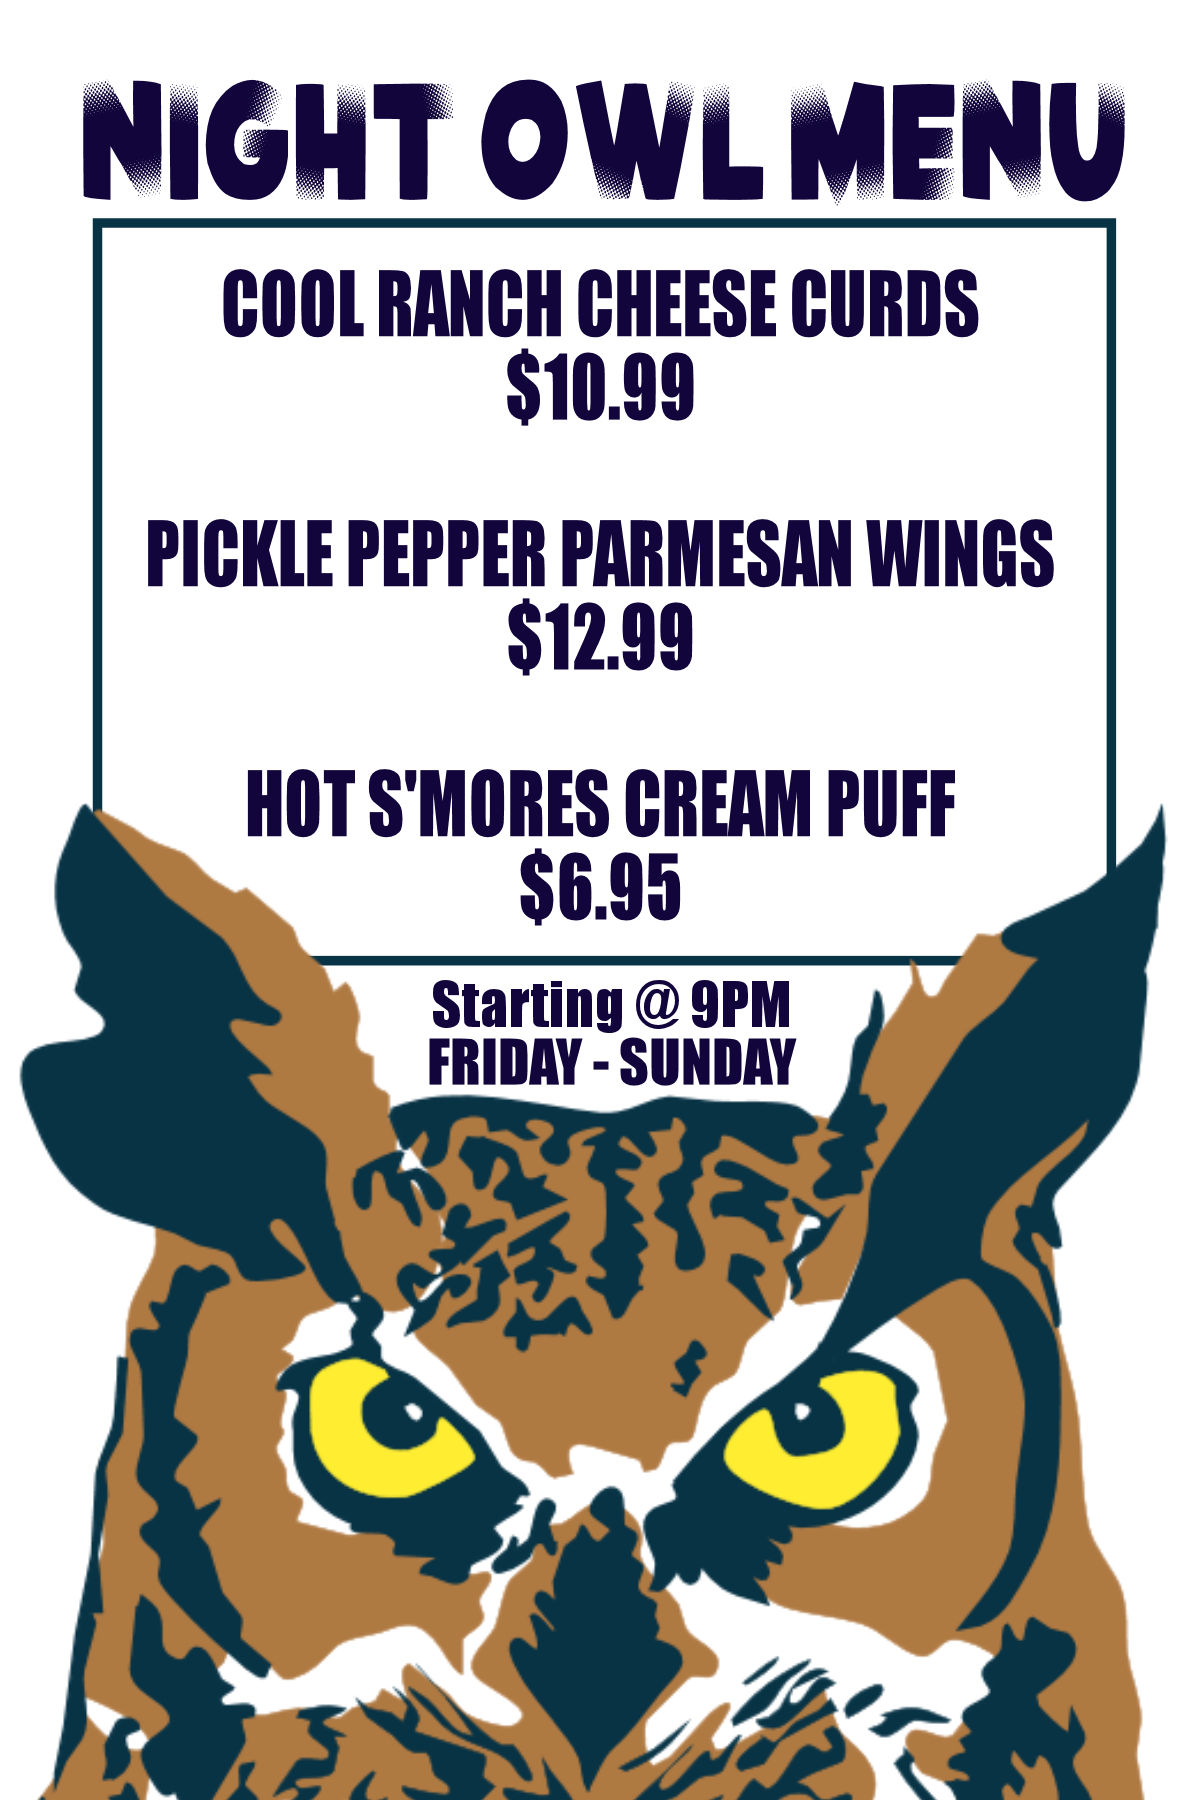 NIGHT OWL MENU
COOL RANCH CHEESE CURDS
$10.99
PICKLE PEPPER PARMESAN WINGS
$12.99
HOT S'MORES CREAM PUFF
$6.95
Starting @ 9PM
FRIDAY - SUNDAY